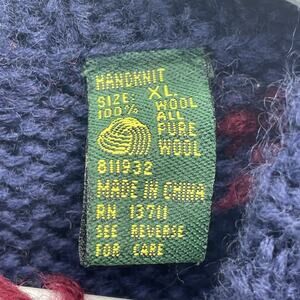 HANDKNIT
SIZE XL
100% WOOL
ALL
PURE
WOOL
811932
MADE IN CHINA
RN 13711
SEE REVERSE
FOR CARE